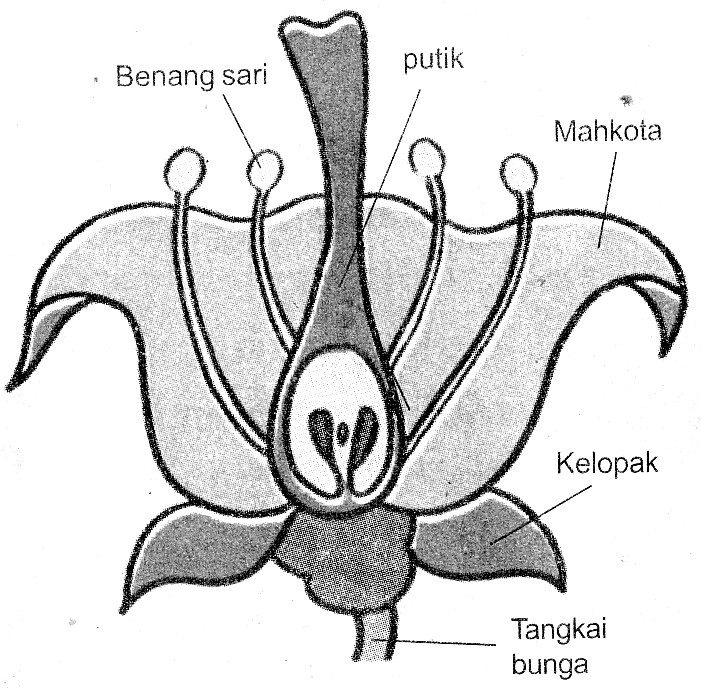 Benang sari
putik
Mahkota
Kelopak
Tangkai
bunga